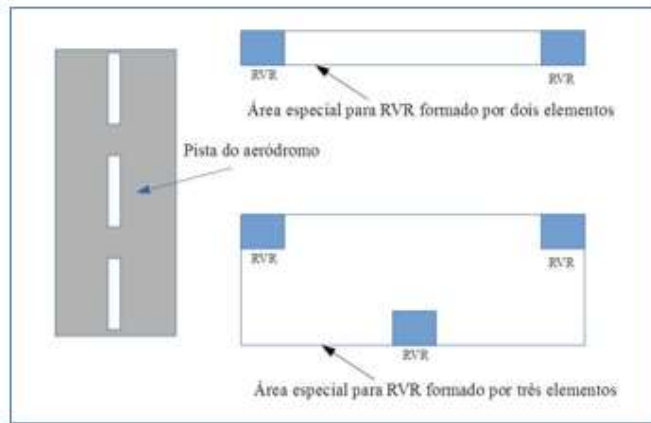 RVR
RVR
Área especial para RVR formado por dois elementos
Pista do aeródromo
RVR
RVR
RVR
Área especial para RVR formado por três elementos